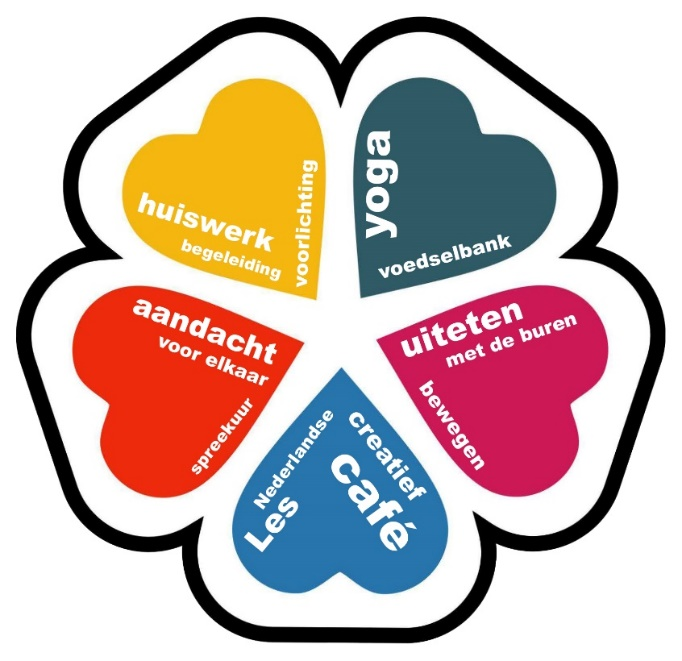 huiswerk
begeleiding
voorlichting
yoga
voedselbank
aandacht
voor elkaar
spreekuur
uiteten
met de buren
bewegen
Nederlandse
Les
creatief
café